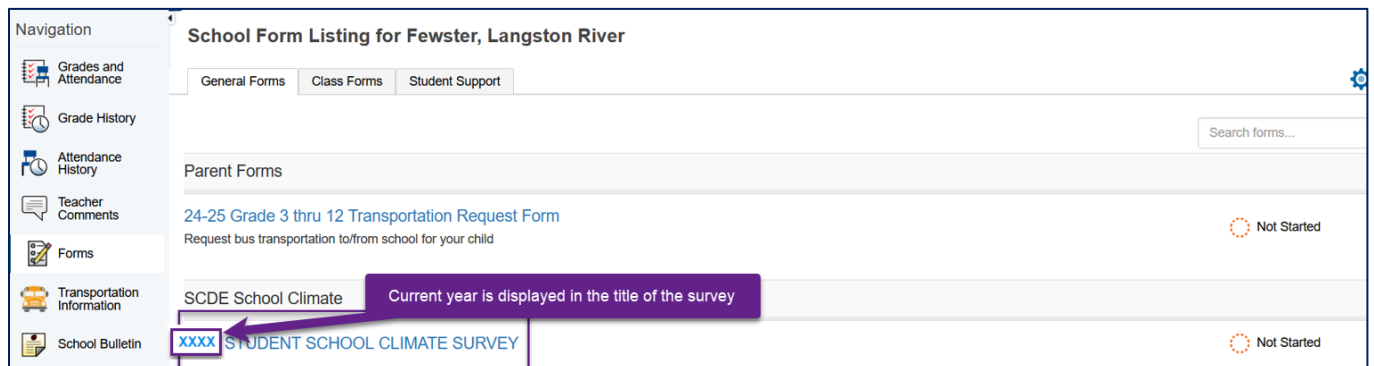 Navigation
School Form Listing for Fewster, Langston River
Grades and
Attendance
General Forms Class Forms Student Support
Grade History
Search forms...
Attendance
History
Parent Forms
Teacher
Comments
24-25 Grade 3 thru 12 Transportation Request Form
Request bus transportation to/from school for your child
Not Started
Forms
Transportation
Information
SCDE School Climate
Current year is displayed in the title of the survey
School Bulletin
XXXX STUDENT SCHOOL CLIMATE SURVEY
Not Started